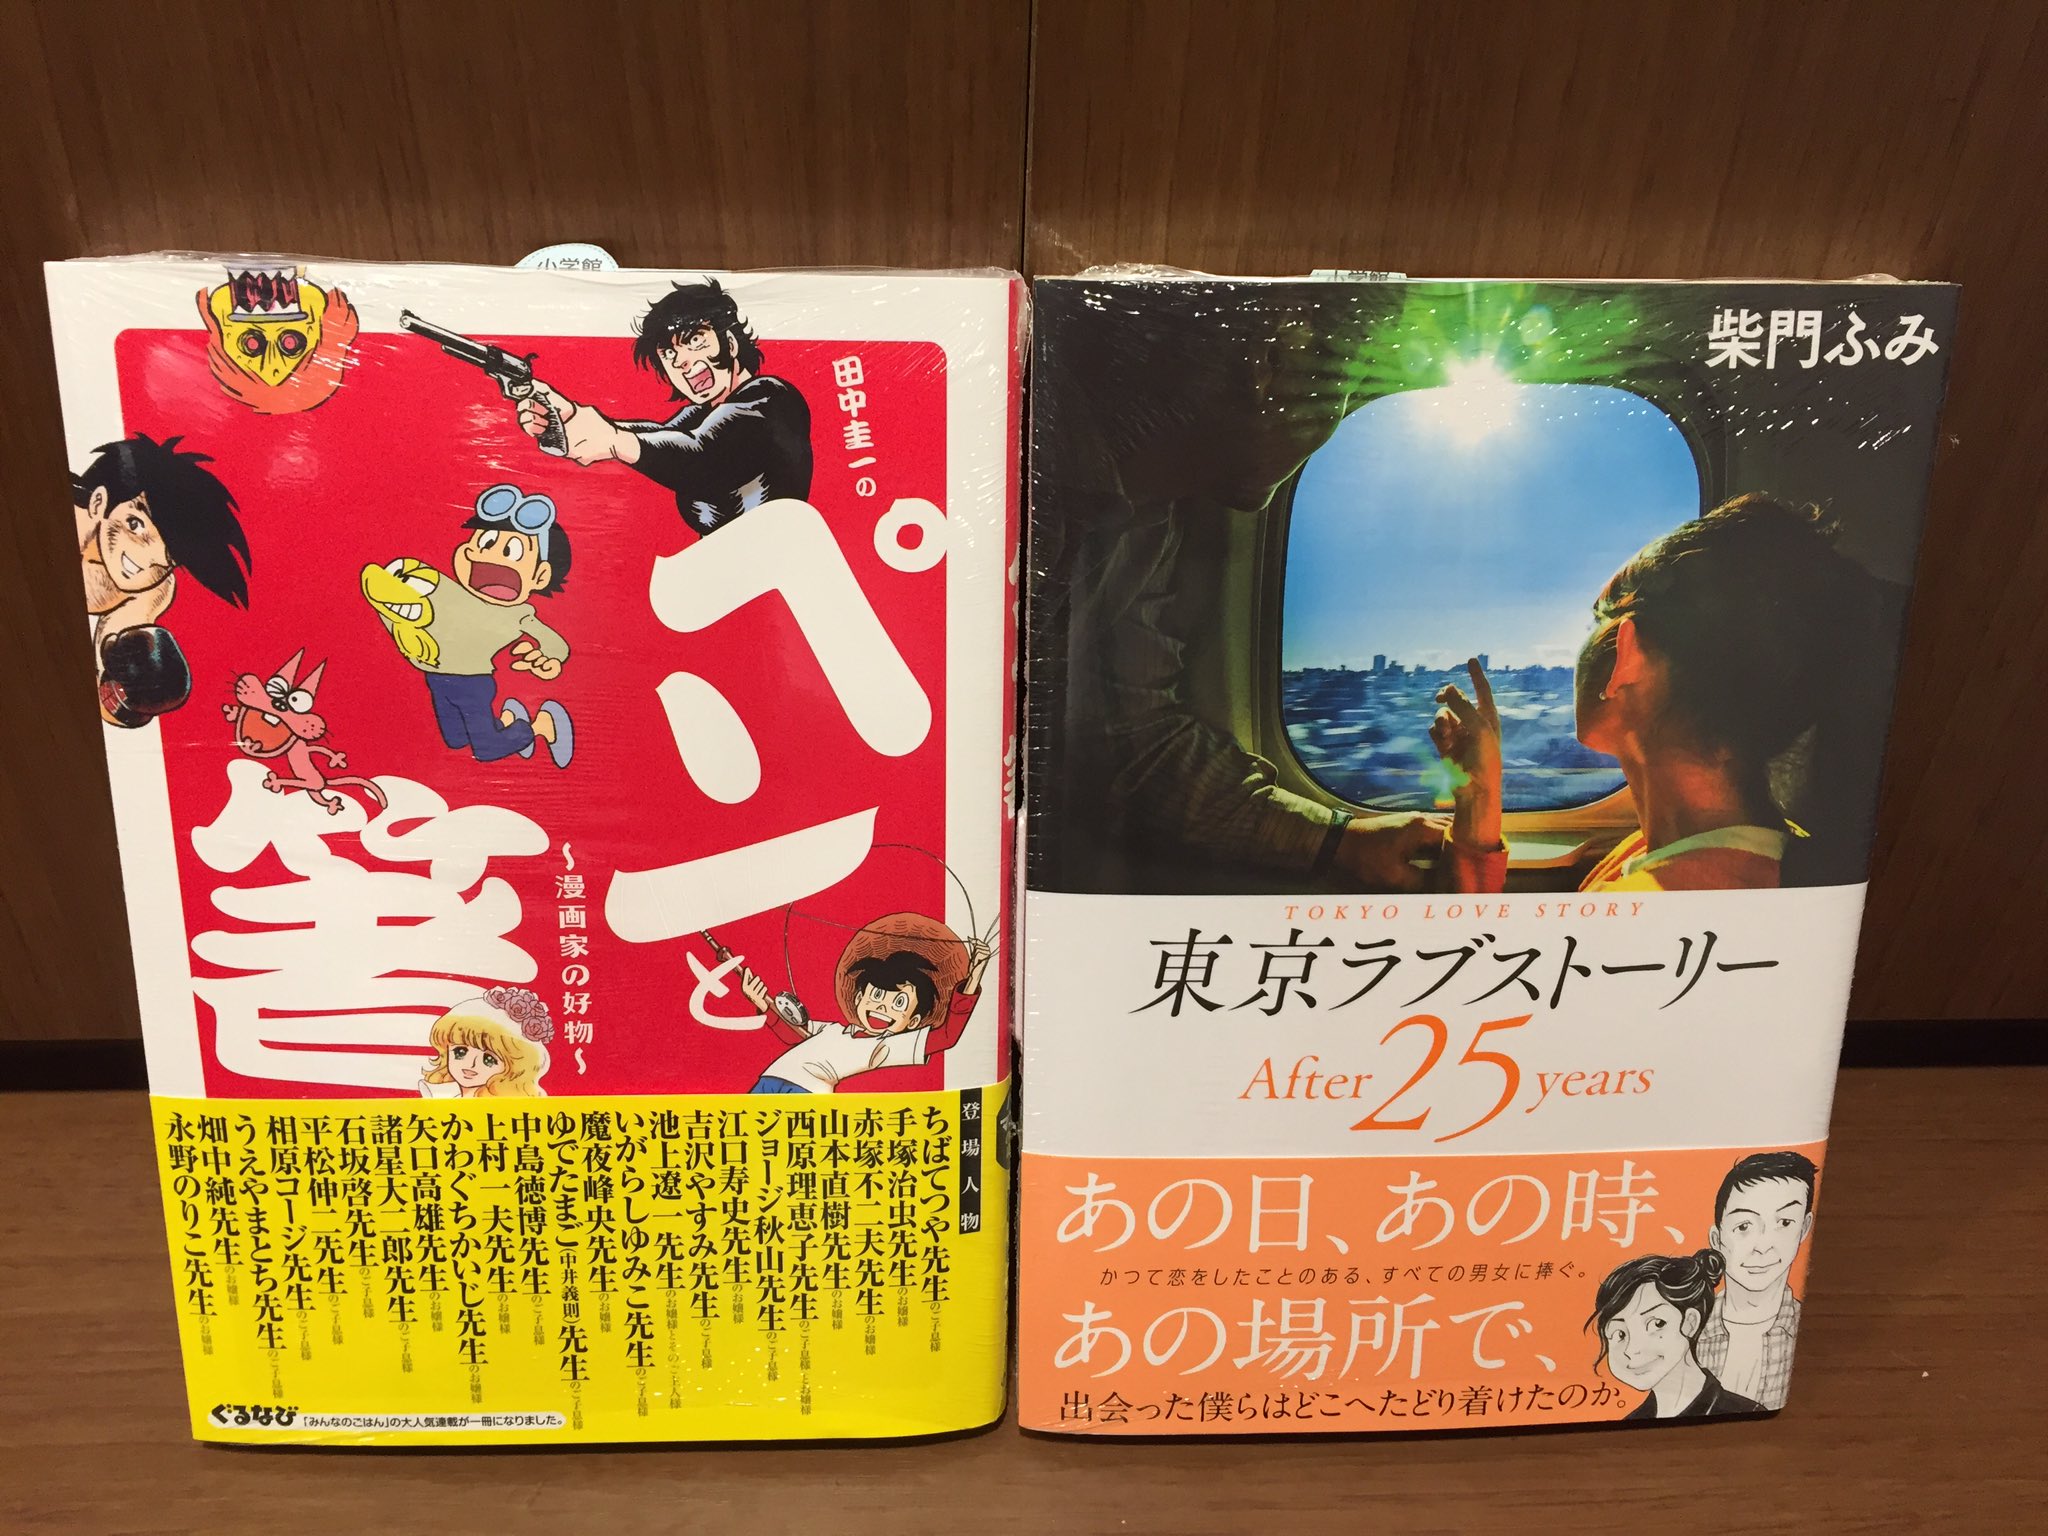 小学館
田中圭一の
ペンと
箸
~漫画家の好物~
登場人物
ちばてつや先生のご子息様
手塚治虫先生のお嬢様
赤塚不二夫先生のお嬢様
山本直樹先生のお嬢様
西原理恵子先生のご子息様とお嬢様
ジョージ秋山先生のご子息様
江口寿史先生のお嬢様
吉沢やすみ先生のご子息様
池上遼一先生のお嬢様とそのご主人様
いがらしゆみこ先生のご子息様
魔夜峰央先生のお嬢様
ゆでたまご(中井義則)先生のご子息様
中島徳博先生のご子息様
上村一夫先生のお嬢様
かわぐちかいじ先生のお嬢様
矢口高雄先生のお嬢様
諸星大二郎先生のお嬢様
石坂啓先生のご子息様
平松伸二先生のご子息様
相原コージ先生のご子息様
うえやまとち先生のご子息様
畑中純先生のお嬢様
永野のりこ先生のお嬢様
ぐるなび 「みんなのごはん」の大人気連載が一冊になりました。
小学館
柴門ふみ
TOKYO LOVE STORY
東京ラブストーリー
After 25 years
あの日、あの時、
かつて恋をしたことのある、すべての男女に捧ぐ。
あの場所で、
出会った僕らはどこへたどり着けたのか。